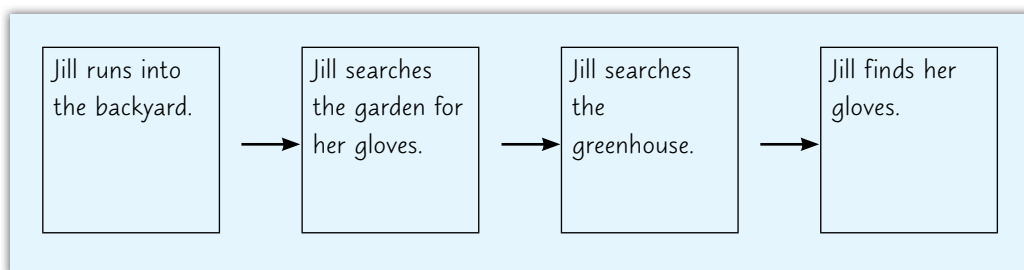 Jill runs into
the backyard.
Jill searches
the garden for
her gloves.
Jill searches
the
greenhouse.
Jill finds her
gloves.